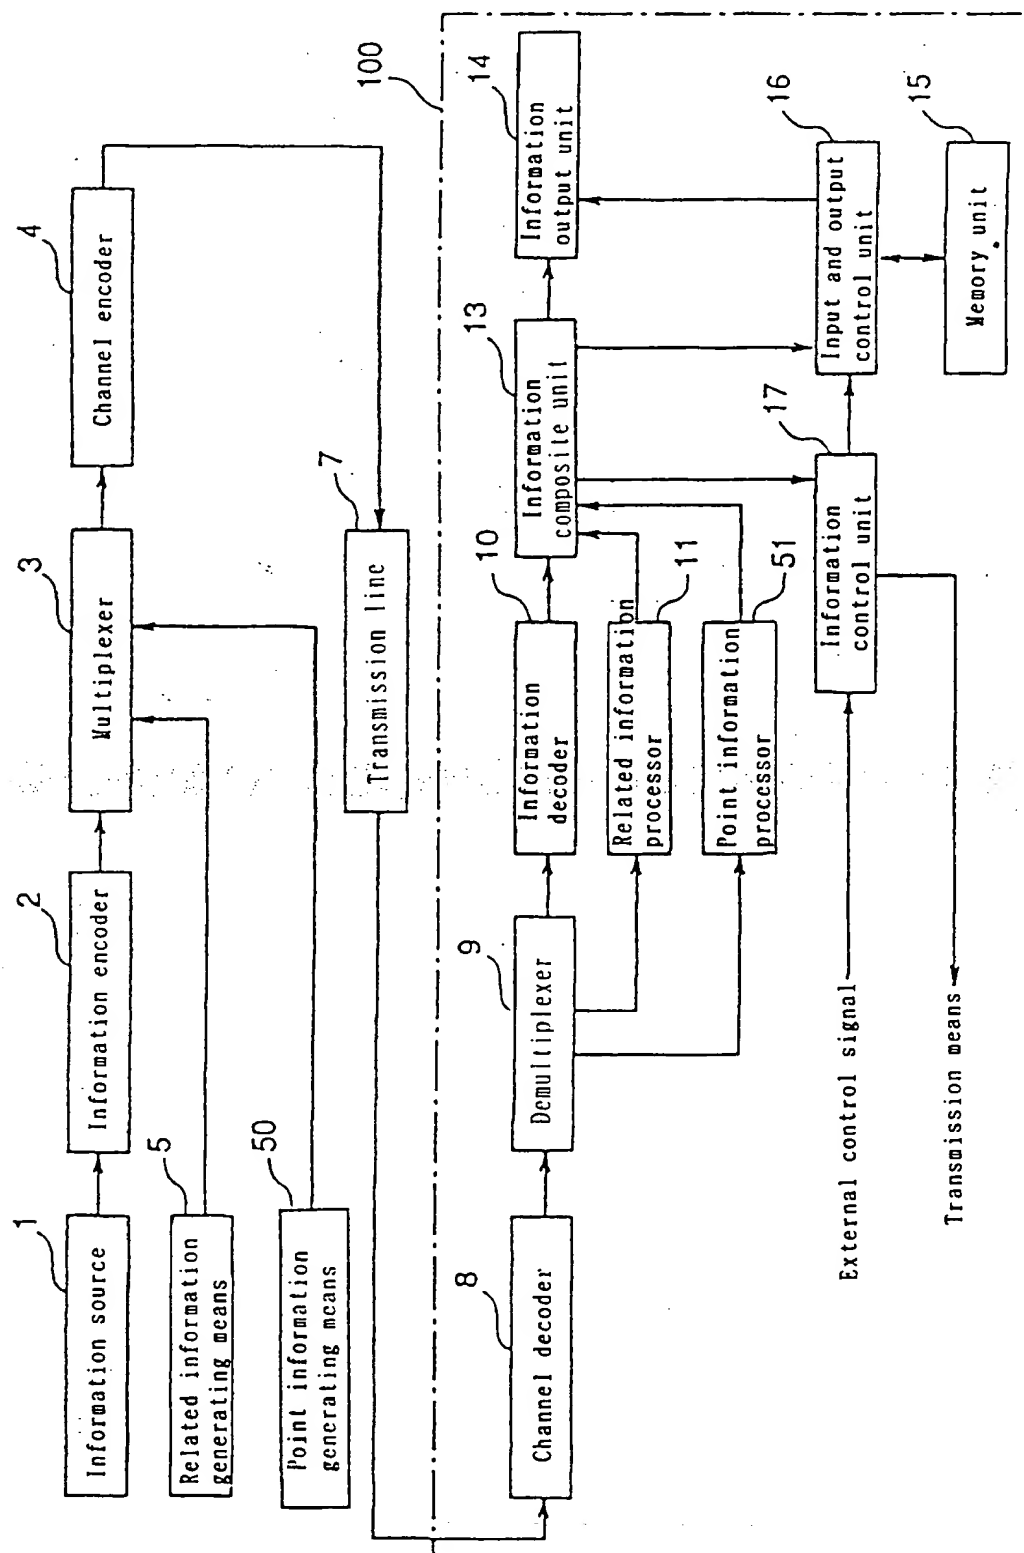 1
Information source
2
Information encoder
3
Multiplexer
4
Channel encoder
5
Related information
generating means
50
Point information
generating means
7
Transmission line
100
8
Channel decoder
9
Demultiplexer
10
Information
decoder
11
Related information
processor
51
Point information
processor
13
Information
composite unit
14
Information
output unit
16
Input and output
control unit
15
Memory unit
17
Information
control unit
External control signal
Transmission means